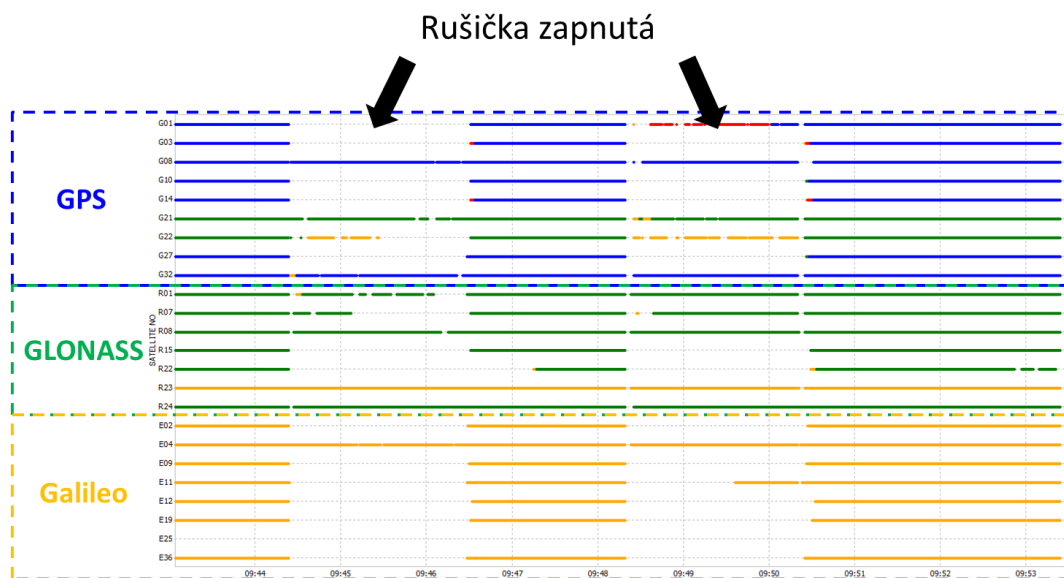 Rušička zapnutá
G01
G03
G08
G10
G14
G21
G22
G27
G32
R01
R07
R08
R15
R22
R23
R24
E02
E04
E09
E11
E12
E19
E25
E36
GPS
GLONASS
Galileo
SATELLITE NO
09:44 09:45 09:46 09:47 09:48 09:49 09:50 09:51 09:52 09:53